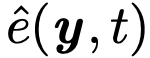 ê(𝒚, t)